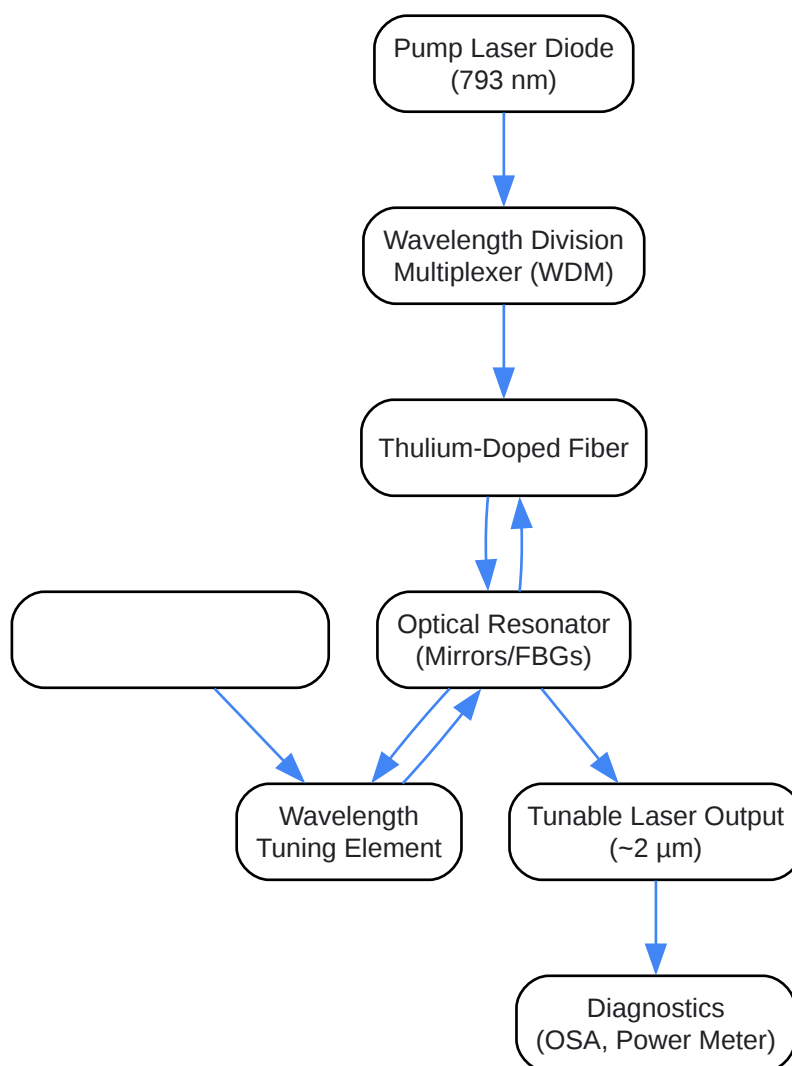 Pump Laser Diode
(793 nm)
Wavelength Division
Multiplexer (WDM)
Thulium-Doped Fiber
Optical Resonator
(Mirrors/FBGs)
Wavelength
Tuning Element
Tunable Laser Output
(~2 µm)
Diagnostics
(OSA, Power Meter)